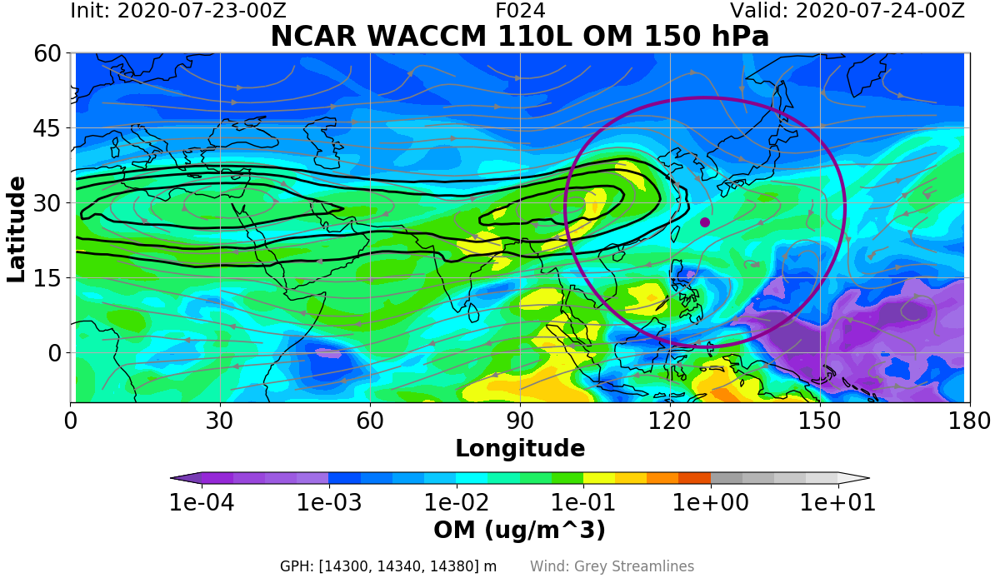 Init: 2020-07-23-00Z F024 Valid: 2020-07-24-00Z
NCAR WACCM 110L OM 150 hPa
60
45
30
15
0
Latitude
0 30 60 90 120 150 180
Longitude
1e-04 1e-03 1e-02 1e-01 1e+00 1e+01
OM (ug/m^3)
GPH: [14300, 14340, 14380] m Wind: Grey Streamlines